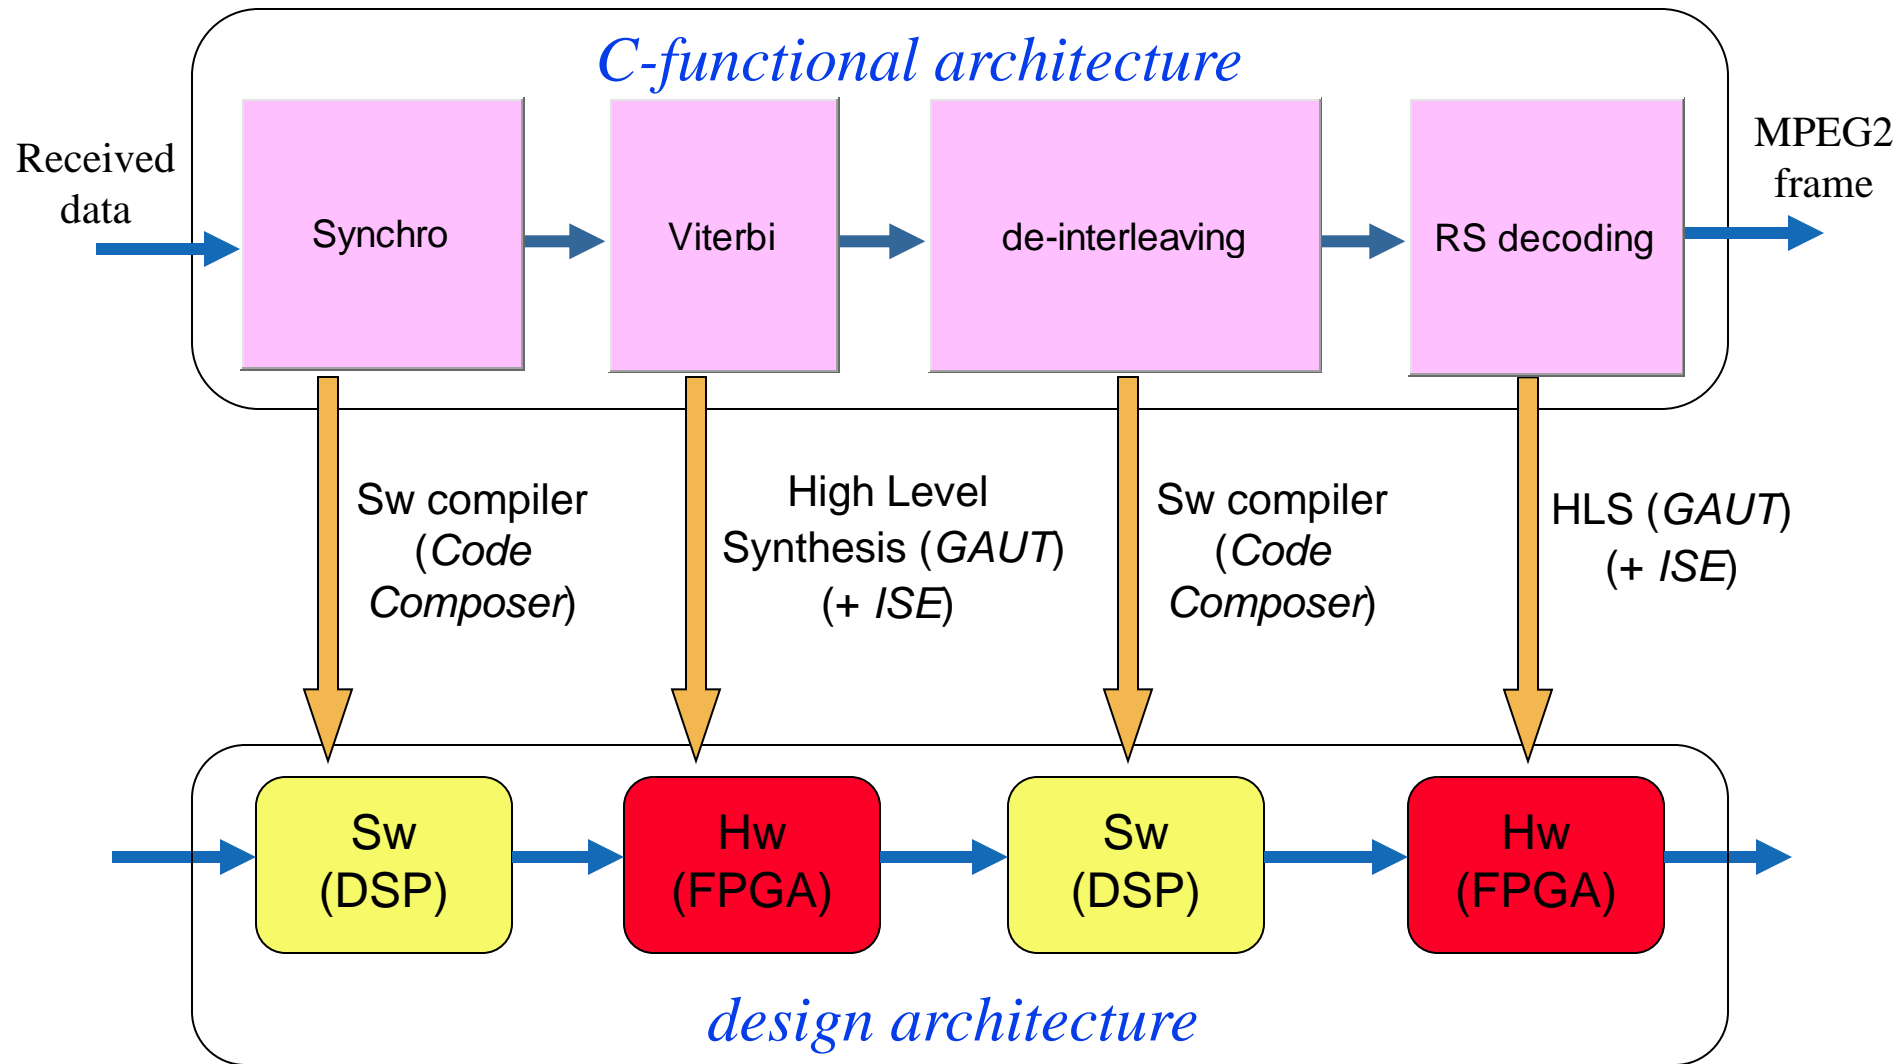 C-functional architecture
Received
data
Synchro
Viterbi
de-interleaving
RS decoding
MPEG2
frame
Sw compiler
(Code
Composer)
High Level
Synthesis (GAUT)
(+ ISE)
Sw compiler
(Code
Composer)
HLS (GAUT)
(+ ISE)
Sw
(DSP)
Hw
(FPGA)
Sw
(DSP)
Hw
(FPGA)
design architecture